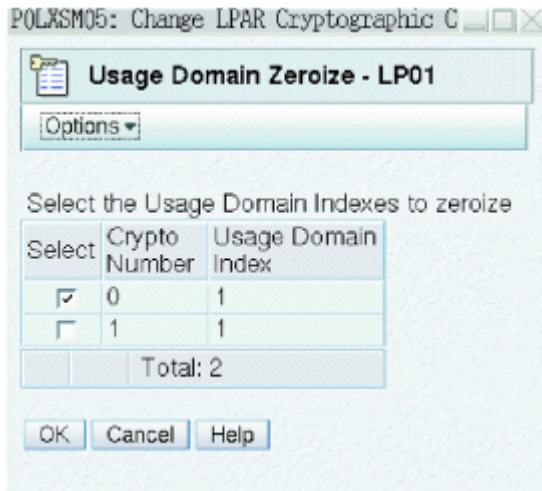 P0LXSM05: Change LPAR Cryptographic C
Usage Domain Zeroize - LP01
Options
Select the Usage Domain Indexes to zeroize
Select Crypto Number Usage Domain Index
0 1
1 1
Total: 2
OK Cancel Help